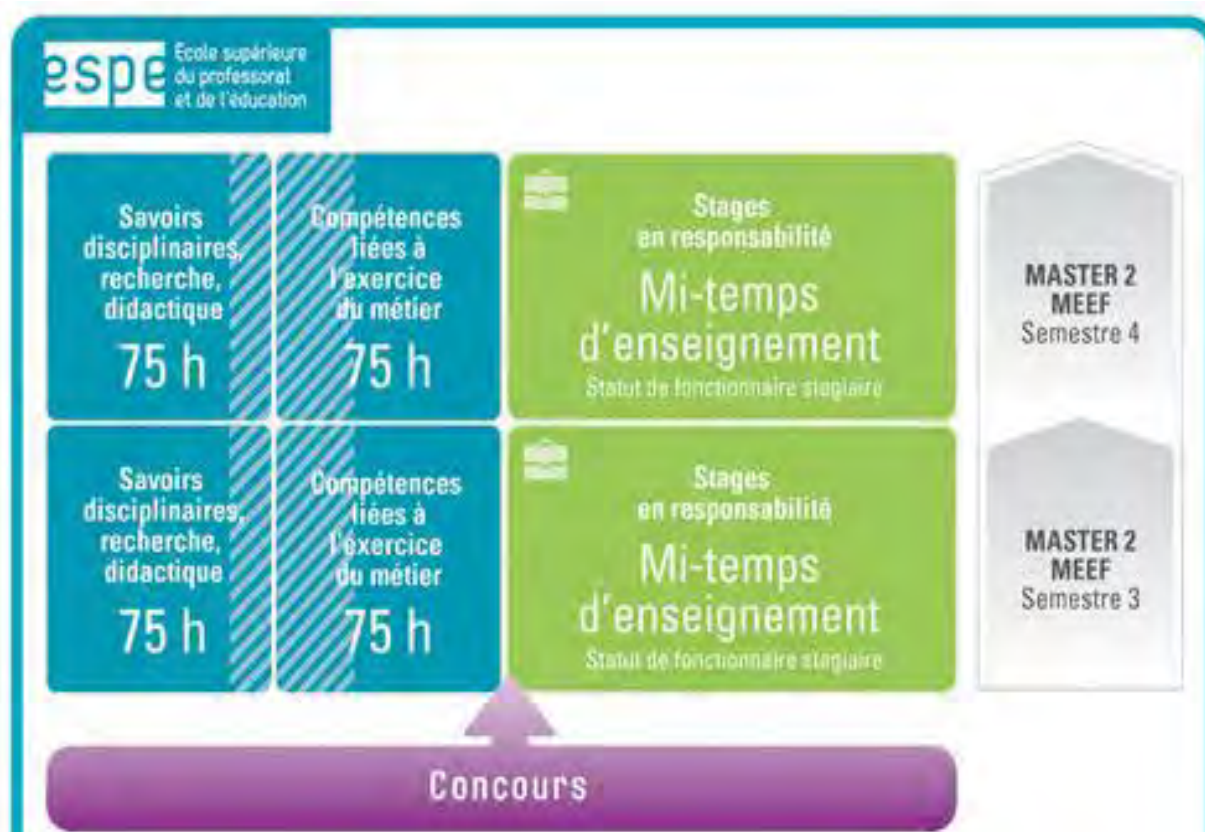 espe
Ecole supérieure
du professorat
et de l'éducation
Savoirs
disciplinaires,
recherche,
didactique
75 h
Compétences
liées à
l'exercice
du métier
75 h
Stages
en responsabilité
Mi-temps
d'enseignement
Statut de fonctionnaire stagiaire
MASTER 2
MEEF
Semestre 4
Savoirs
disciplinaires,
recherche,
didactique
75 h
Compétences
liées à
l'éxercice
du métier
75 h
Stages
en responsabilité
Mi-temps
d'enseignement
Statut de fonctionnaire stagiaire
MASTER 2
MEEF
Semestre 3
Concours